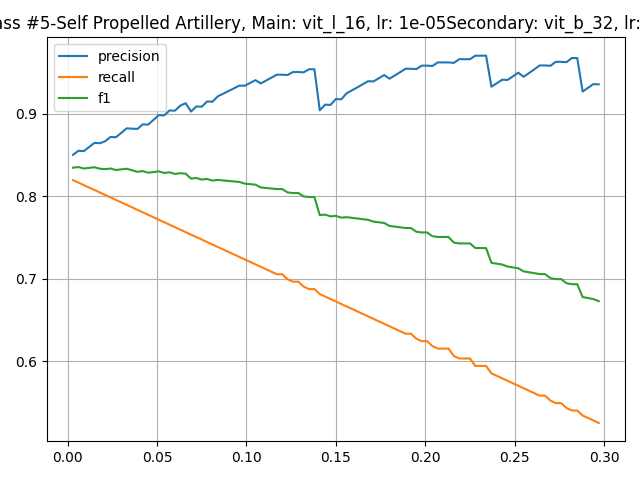 ass #5-Self Propelled Artillery, Main: vit_l_16, lr: 1e-05Secondary: vit_b_32, lr:
precision
recall
f1
0.9
0.8
0.7
0.6
0.00 0.05 0.10 0.15 0.20 0.25 0.30